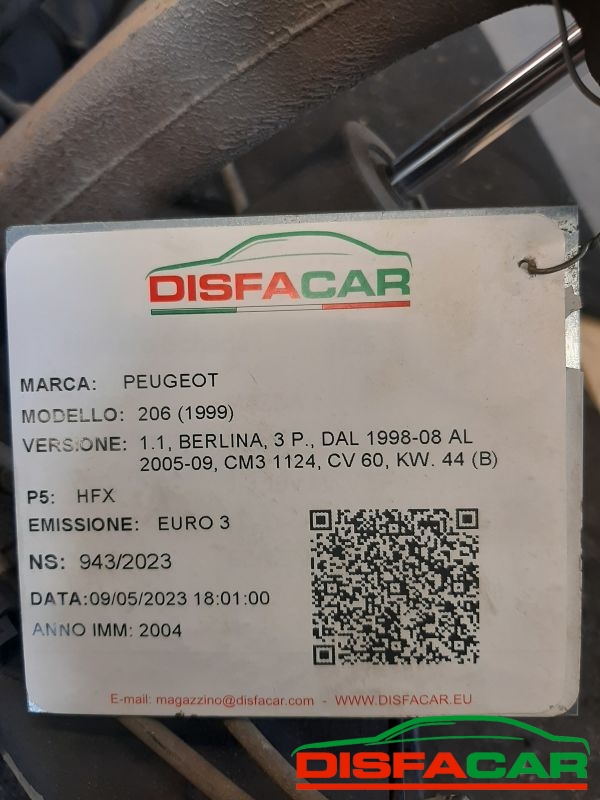 DISFACAR
MARCA: PEUGEOT
MODELLO: 206 (1999)
VERSIONE: 1.1, BERLINA, 3 P., DAL 1998-08 AL
2005-09, CM3 1124, CV 60, KW. 44 (B)
P5: HFX
EMISSIONE: EURO 3
NS: 943/2023
DATA:09/05/2023 18:01:00
ANNO IMM: 2004
E-mail: magazzino@disfacar.com - WWW.DISFACAR.EU
DISFACAR